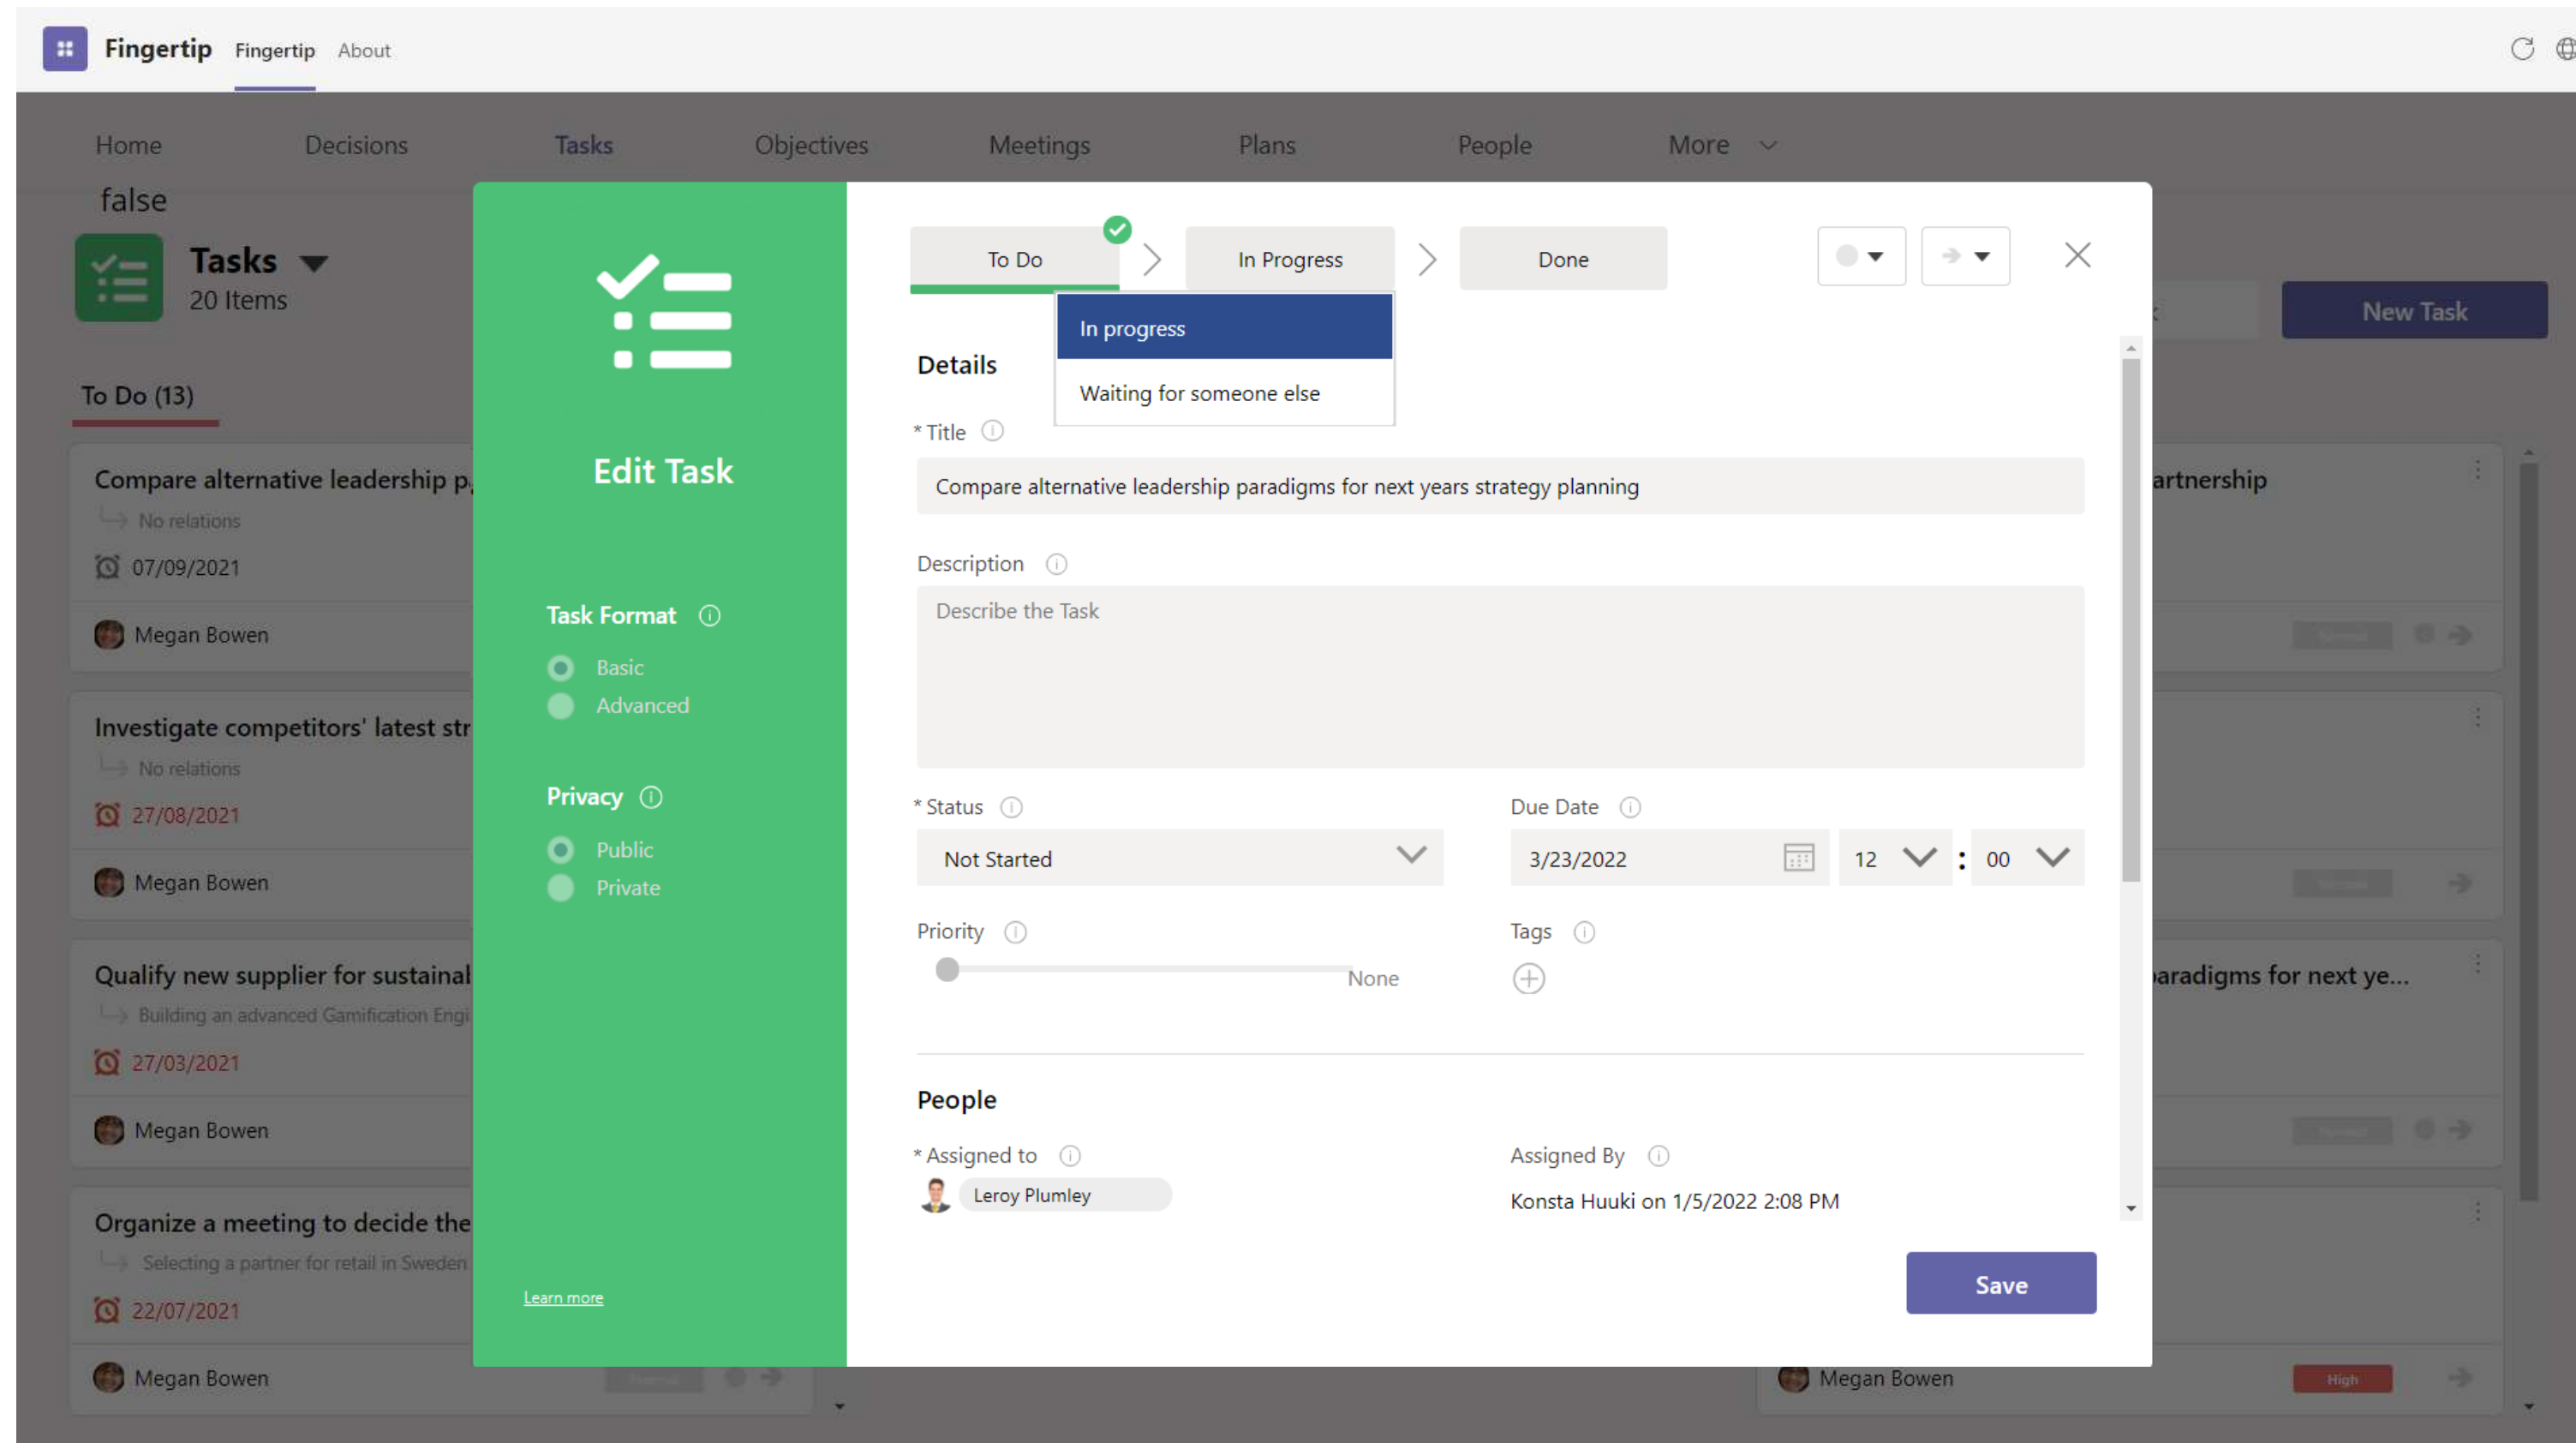 Fingertip Fingertip About
Home Decisions Tasks Objectives Meetings Plans People More
false
Tasks
20 Items
New Task
To Do (13)
Compare alternative leadership p
No relations
07/09/2021
Megan Bowen
Investigate competitors' latest str
No relations
27/08/2021
Megan Bowen
Qualify new supplier for sustainal
Building an advanced Gamification Engi
27/03/2021
Megan Bowen
Organize a meeting to decide the
Selecting a partner for retail in Sweden
22/07/2021
Megan Bowen
Normal
Edit Task
Task Format
Basic
Advanced
Privacy
Public
Private
Learn more
To Do
In Progress
Done
In progress
Waiting for someone else
Details
* Title
Compare alternative leadership paradigms for next years strategy planning
Description
Describe the Task
* Status
Not Started
Due Date
3/23/2022 12 : 00
Priority
None
Tags
People
* Assigned to
Leroy Plumley
Assigned By
Konsta Huuki on 1/5/2022 2:08 PM
Save
artnership
Normal
Normal
aradigms for next ye...
Normal
Megan Bowen
High